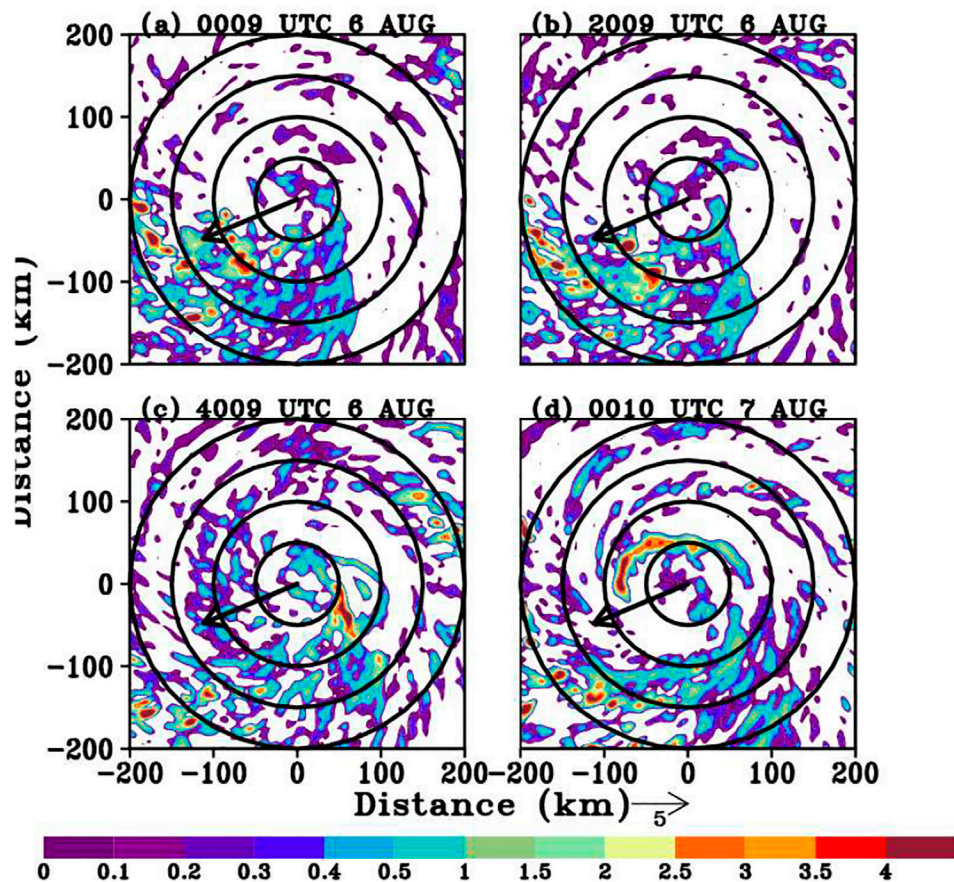 (a) 0009 UTC 6 AUG
(b) 2009 UTC 6 AUG
200
100
0
-100
-200
(c) 4009 UTC 6 AUG
(d) 0010 UTC 7 AUG
200
100
0
-100
-200
Distance (km)
-200 -100 0 100 200-200 -100 0 100 200
Distance (km)
5
0 0.1 0.2 0.3 0.4 0.5 1 1.5 2 2.5 3 3.5 4